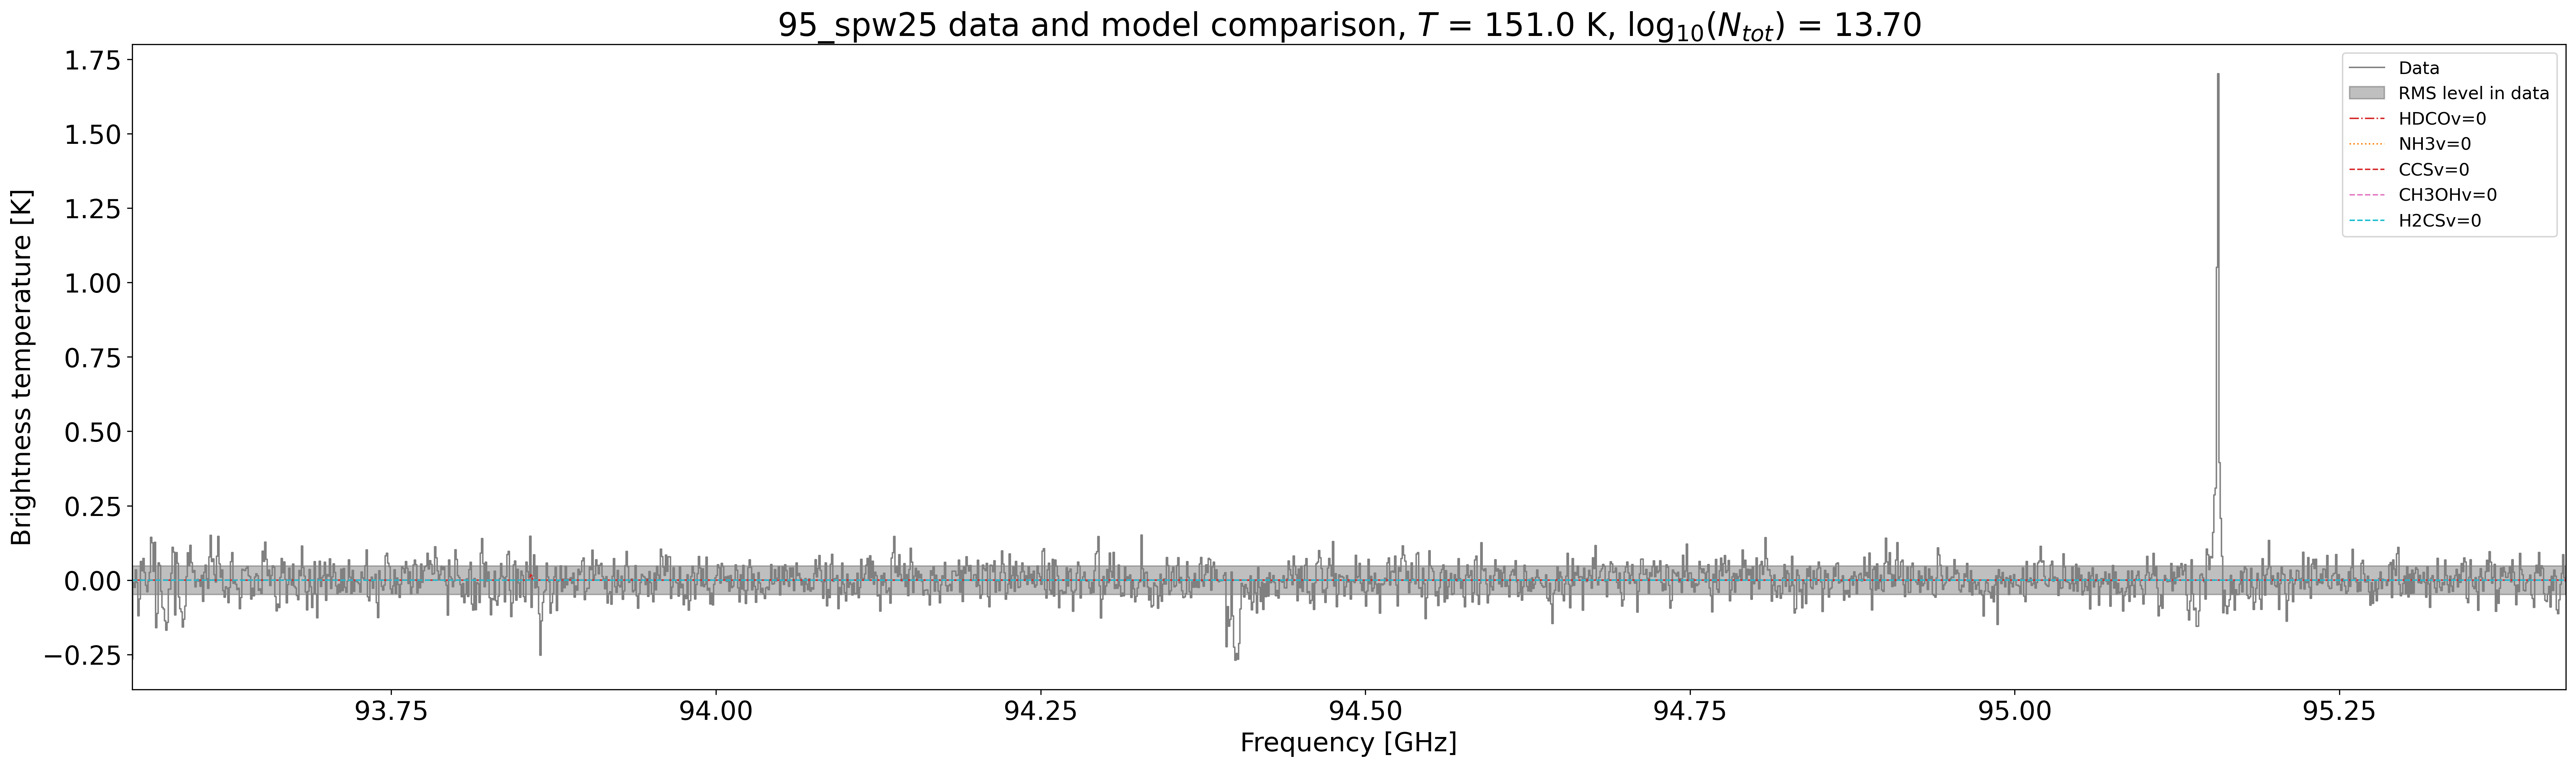 95_spw25 data and model comparison, T = 151.0 K, log10(Ntot) = 13.70
Brightness temperature [K]
1.75
1.50
1.25
1.00
0.75
0.50
0.25
0.00
−0.25
Data
RMS level in data
HDCOv=0
NH3v=0
CCSv=0
CH3OHv=0
H2CSv=0
93.75 94.00 94.25 94.50 94.75 95.00 95.25
Frequency [GHz]